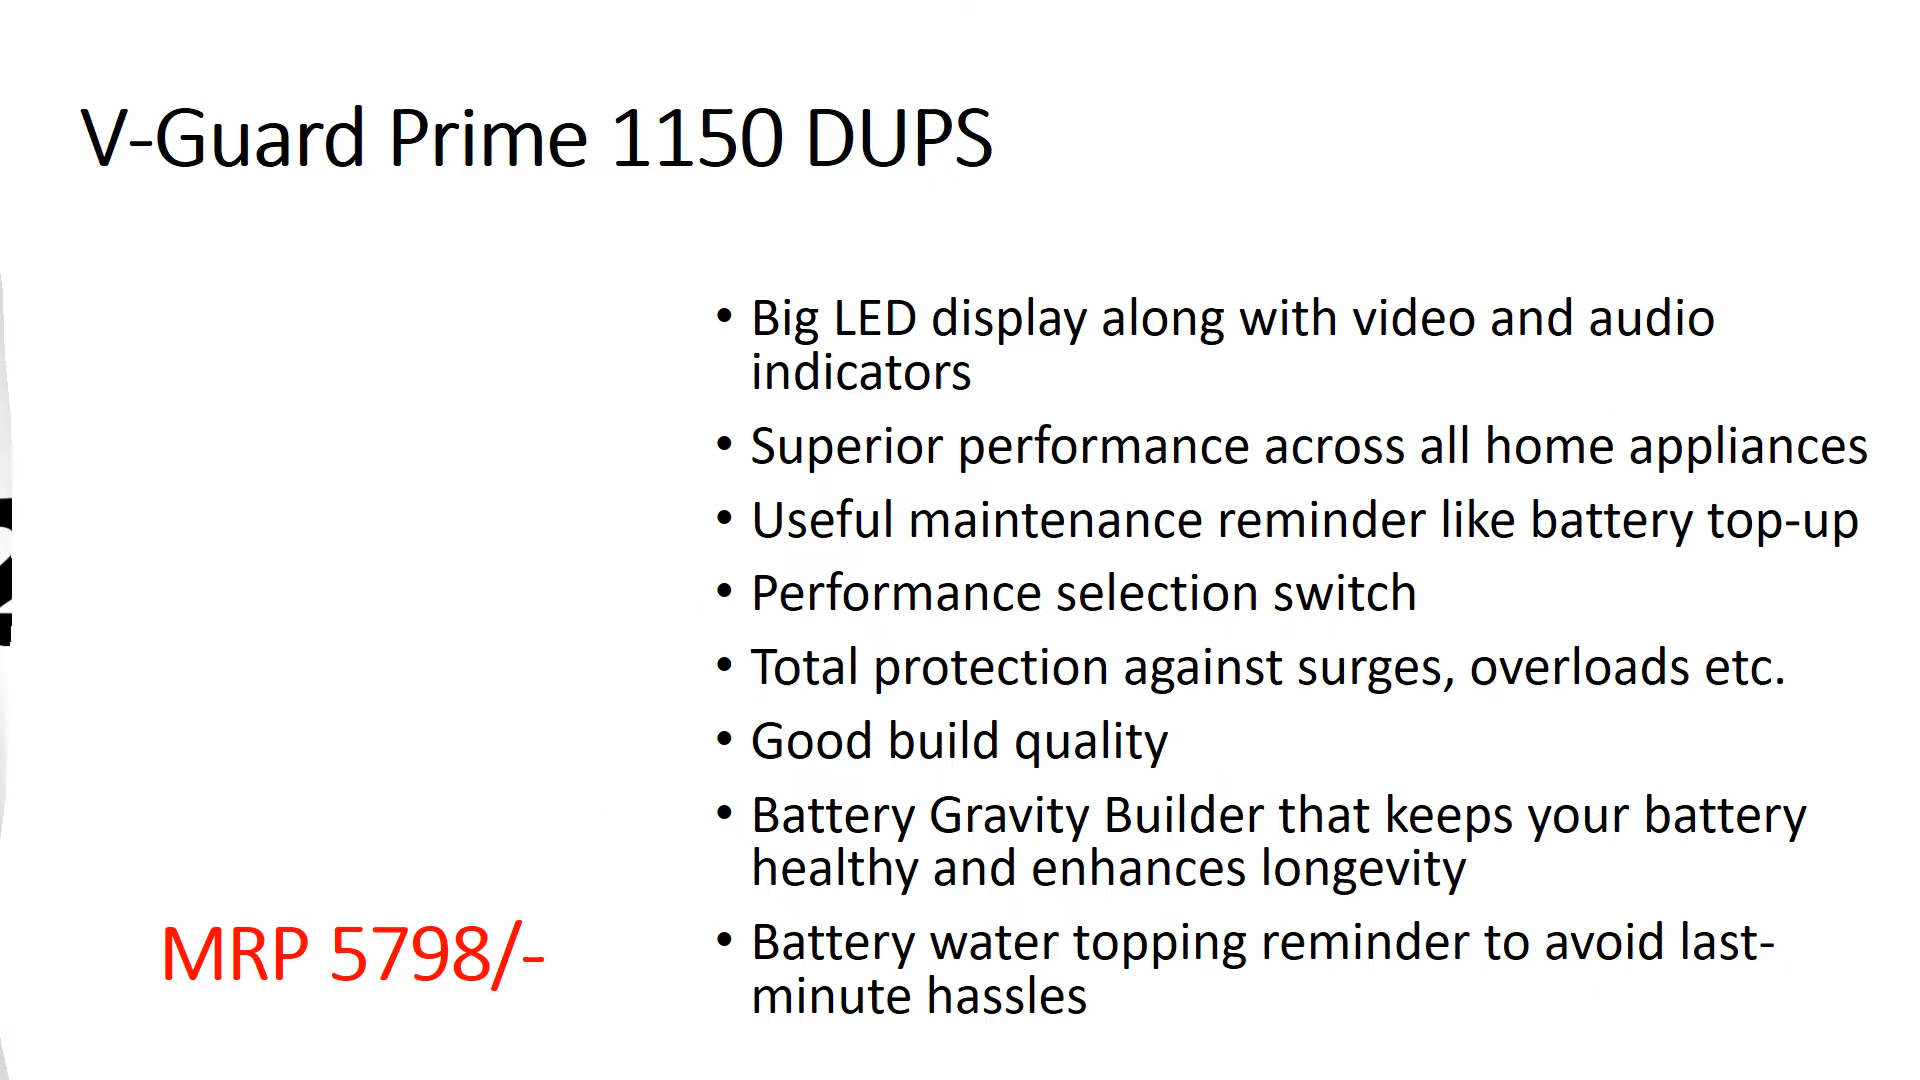 V-Guard Prime 1150 DUPS
• Big LED display along with video and audio
indicators
• Superior performance across all home appliances
• Useful maintenance reminder like battery top-up
• Performance selection switch
• Total protection against surges, overloads etc.
• Good build quality
• Battery Gravity Builder that keeps your battery
healthy and enhances longevity
• Battery water topping reminder to avoid last-
minute hassles
MRP 5798/-